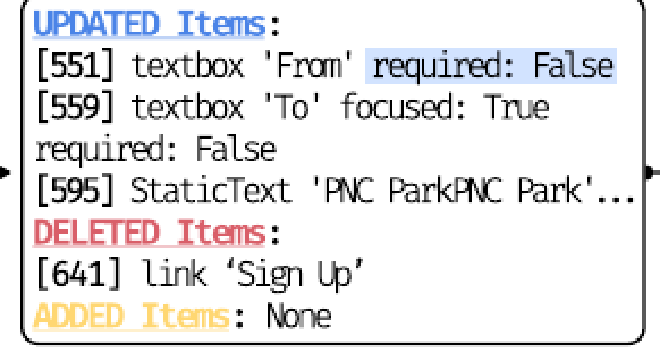 UPDATED Items:
[551] textbox 'From' required: False
[559] textbox 'To' focused: True
required: False
[595] StaticText 'PNC ParkPNC Park'...
DELETED Items:
[641] link ‘Sign Up’
ADDED Items: None